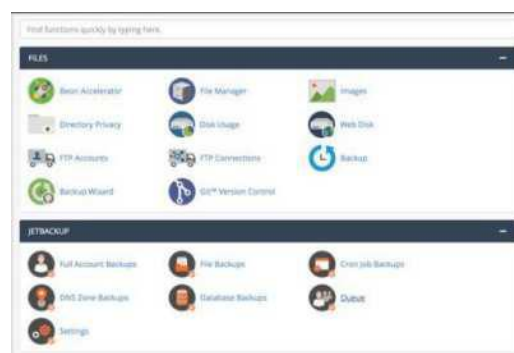 Find functions quickly by typing here.
FILES
Beon Accelerator
File Manager
Images
Directory Privacy
Disk Usage
Web Disk
FTP Accounts
FTP Connections
Backup
Backup Wizard
Git™ Version Control
JETBACKUP
Full Account Backups
File Backups
Cron Job Backups
DNS Zone Backups
Database Backups
Queue
Settings